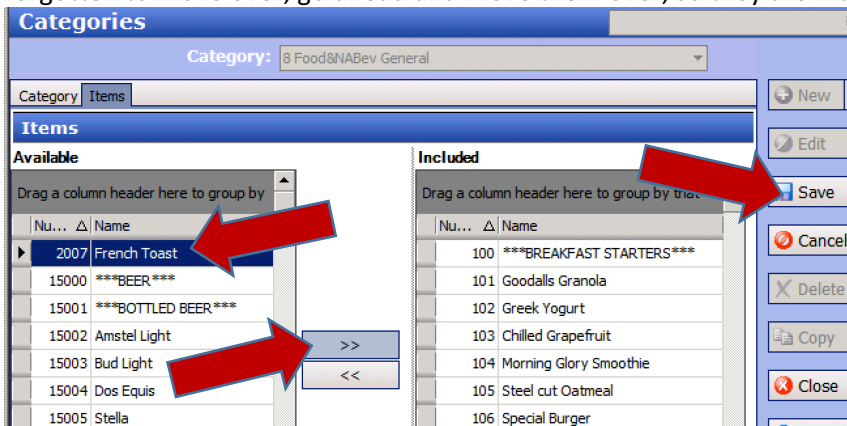 Categories
Category: 8 Food&NABev General
Category Items
New
Items
Edit
Available Included
Drag a column header here to group by Drag a column header here to group by that
Save
Nu... Name Nu... Name
2007 French Toast 100 ***BREAKFAST STARTERS***
Cancel
15000 ***BEER*** 101 Goodalls Granola
15001 ***BOTTLED BEER*** 102 Greek Yogurt
Delete
15002 Amstel Light >> 103 Chilled Grapefruit
Copy
15003 Bud Light << 104 Morning Glory Smoothie
15004 Dos Equis 105 Steel cut Oatmeal
Close
15005 Stella 106 Special Burger